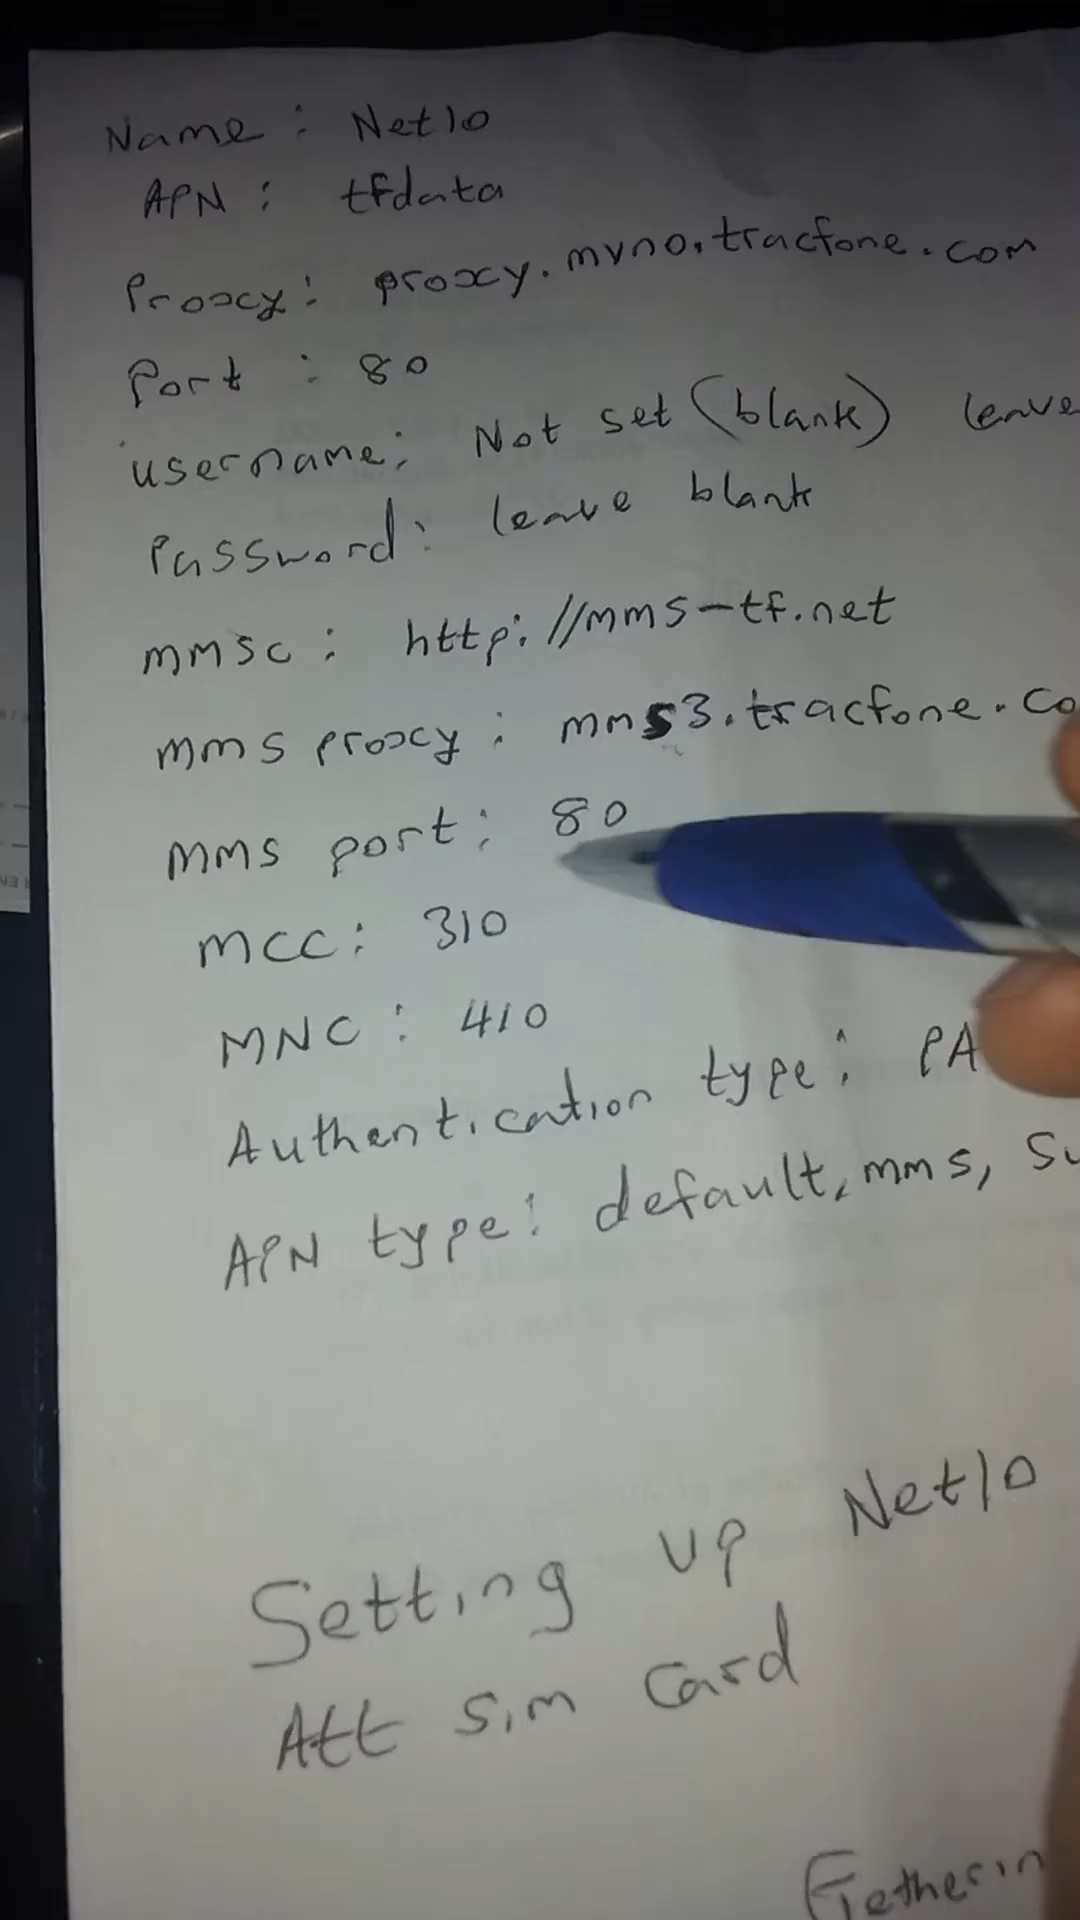 Name : Net10
APN : tfdata
Proxy : proxy.mvno.tracfone.com
Port : 80
username: Not set (blank) leave
Password: leave blank
mmsc : http://mms-tf.net
mms proxy : mms3.tracfone.co
mms port: 80
MCC: 310
MNC : 410
Authentication type: PA
APN type: default,mms, su
Setting up Net10
Att sim card